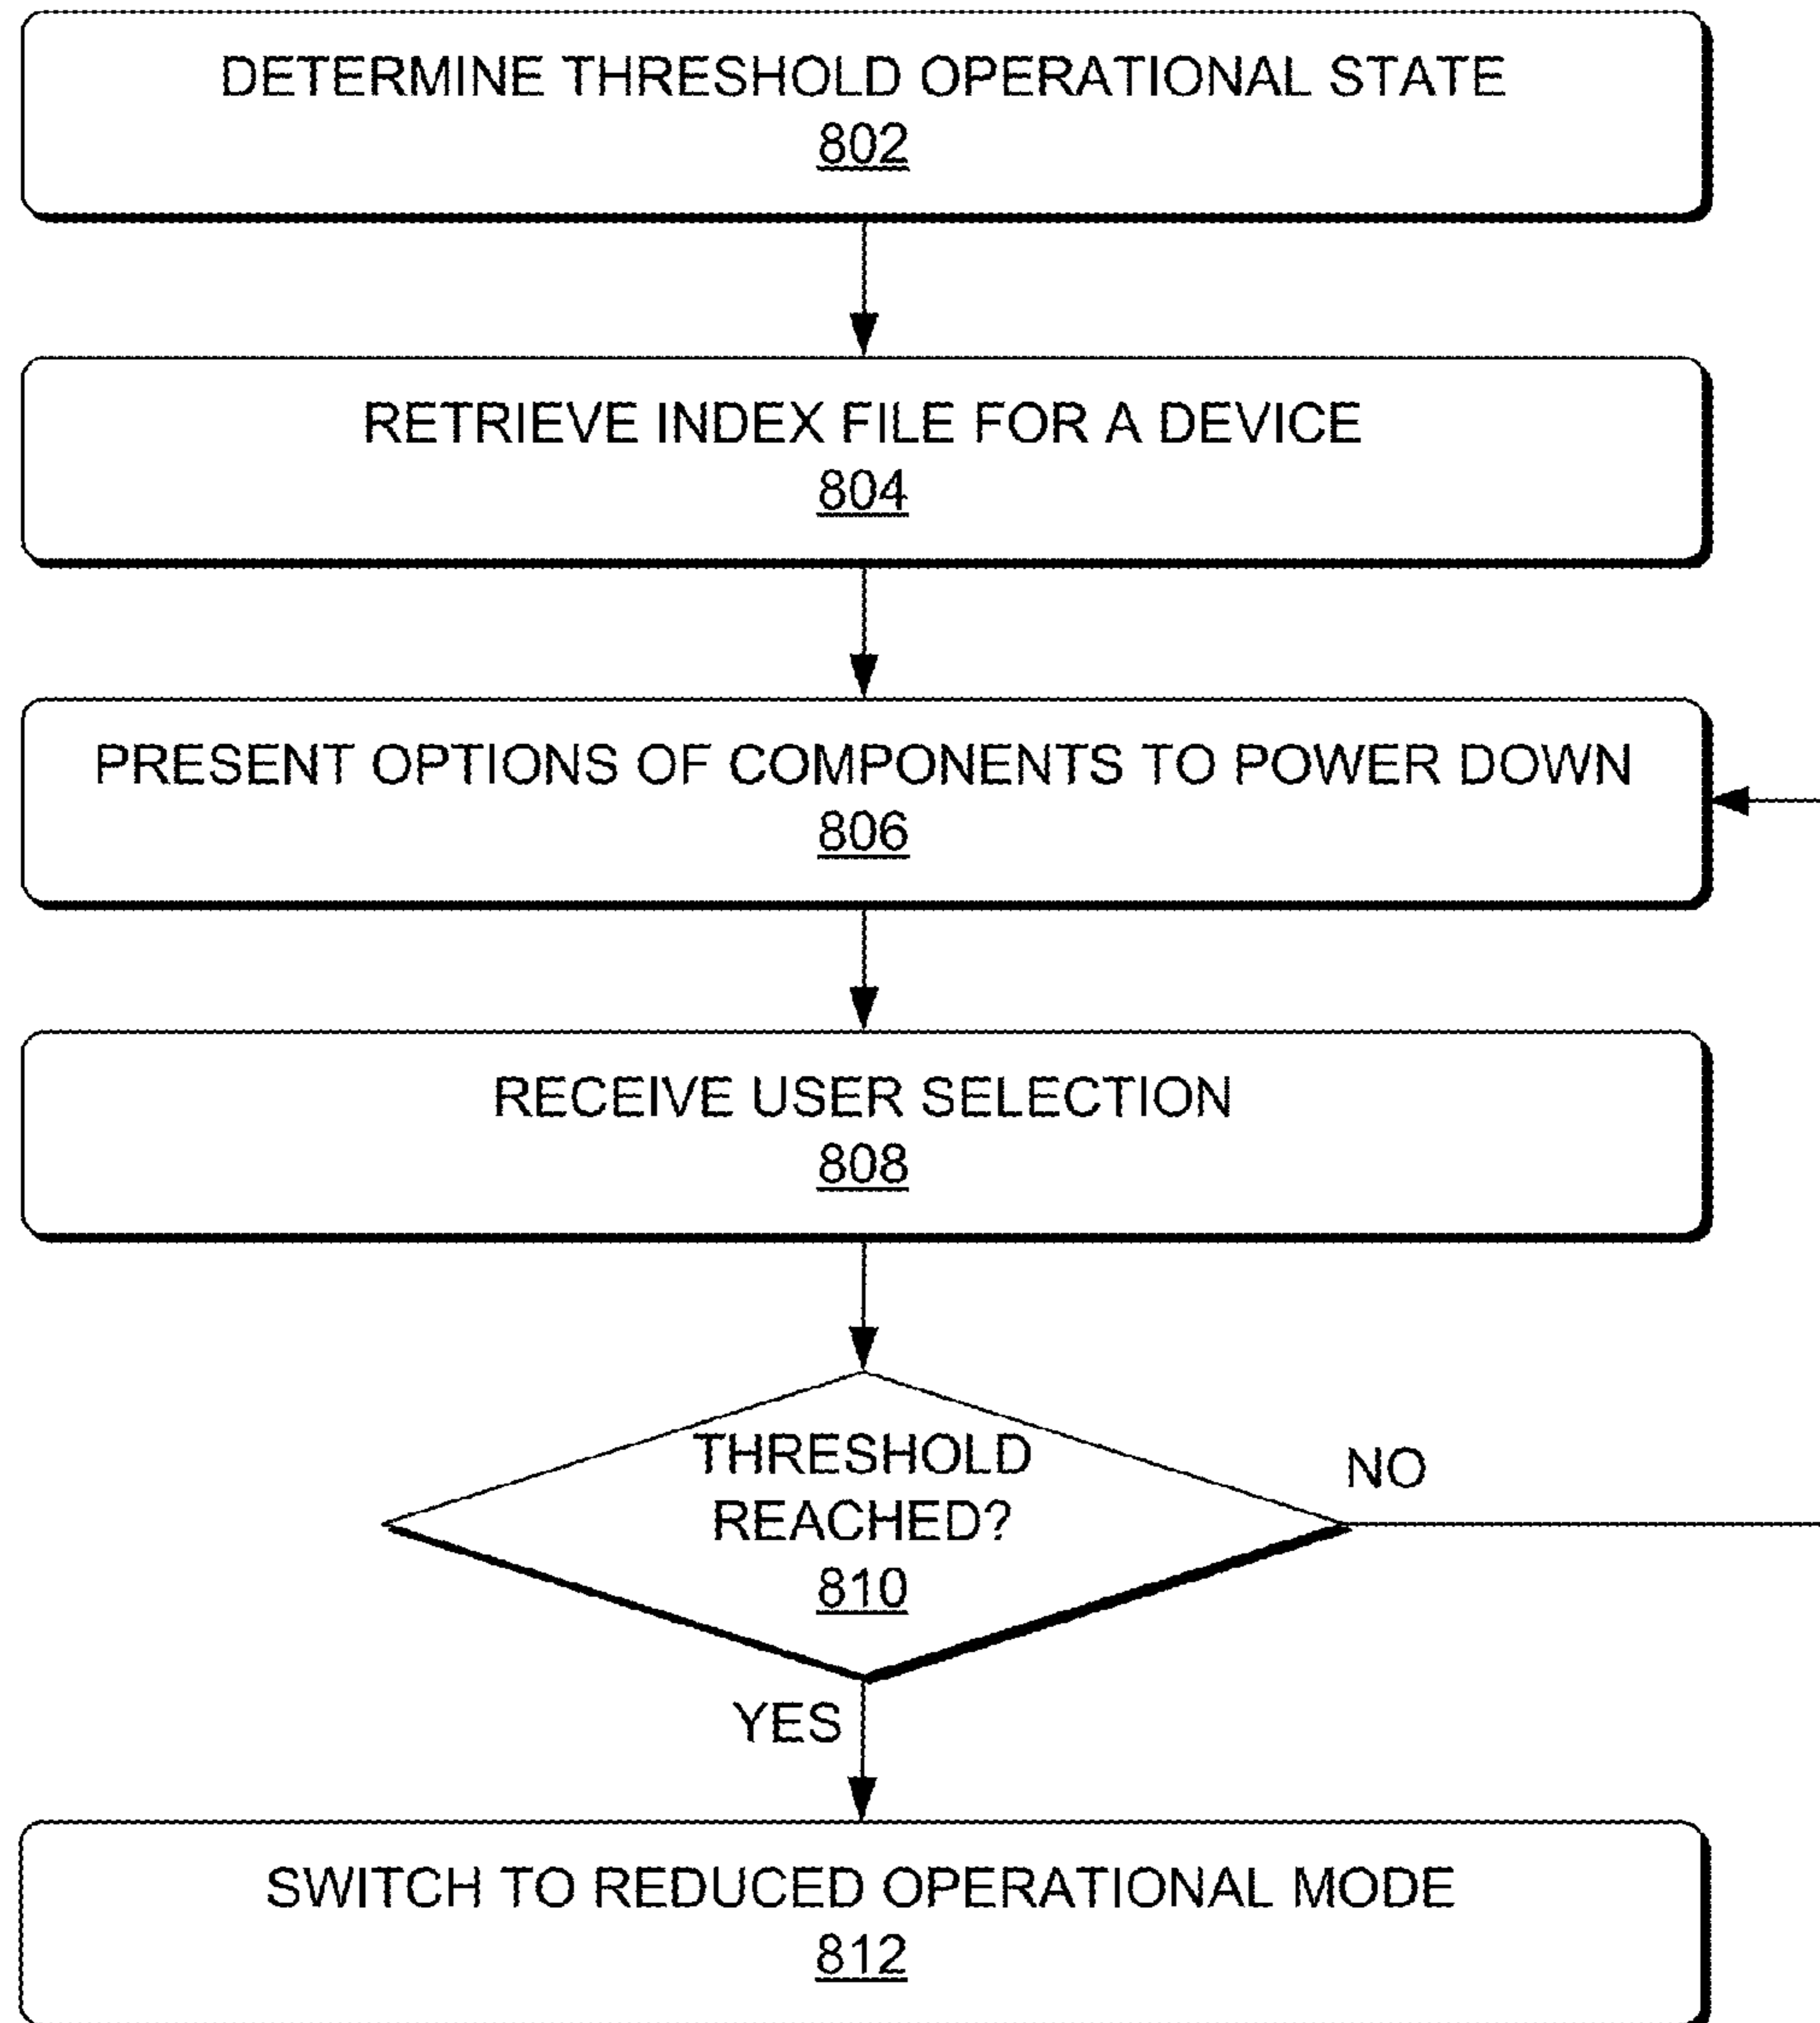 DETERMINE THRESHOLD OPERATIONAL STATE
802
RETRIEVE INDEX FILE FOR A DEVICE
804
PRESENT OPTIONS OF COMPONENTS TO POWER DOWN
806
RECEIVE USER SELECTION
808
THRESHOLD
REACHED?
810
NO
YES
SWITCH TO REDUCED OPERATIONAL MODE
812